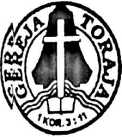 GEREJA TORAJA
1 KOR. 3 : 11